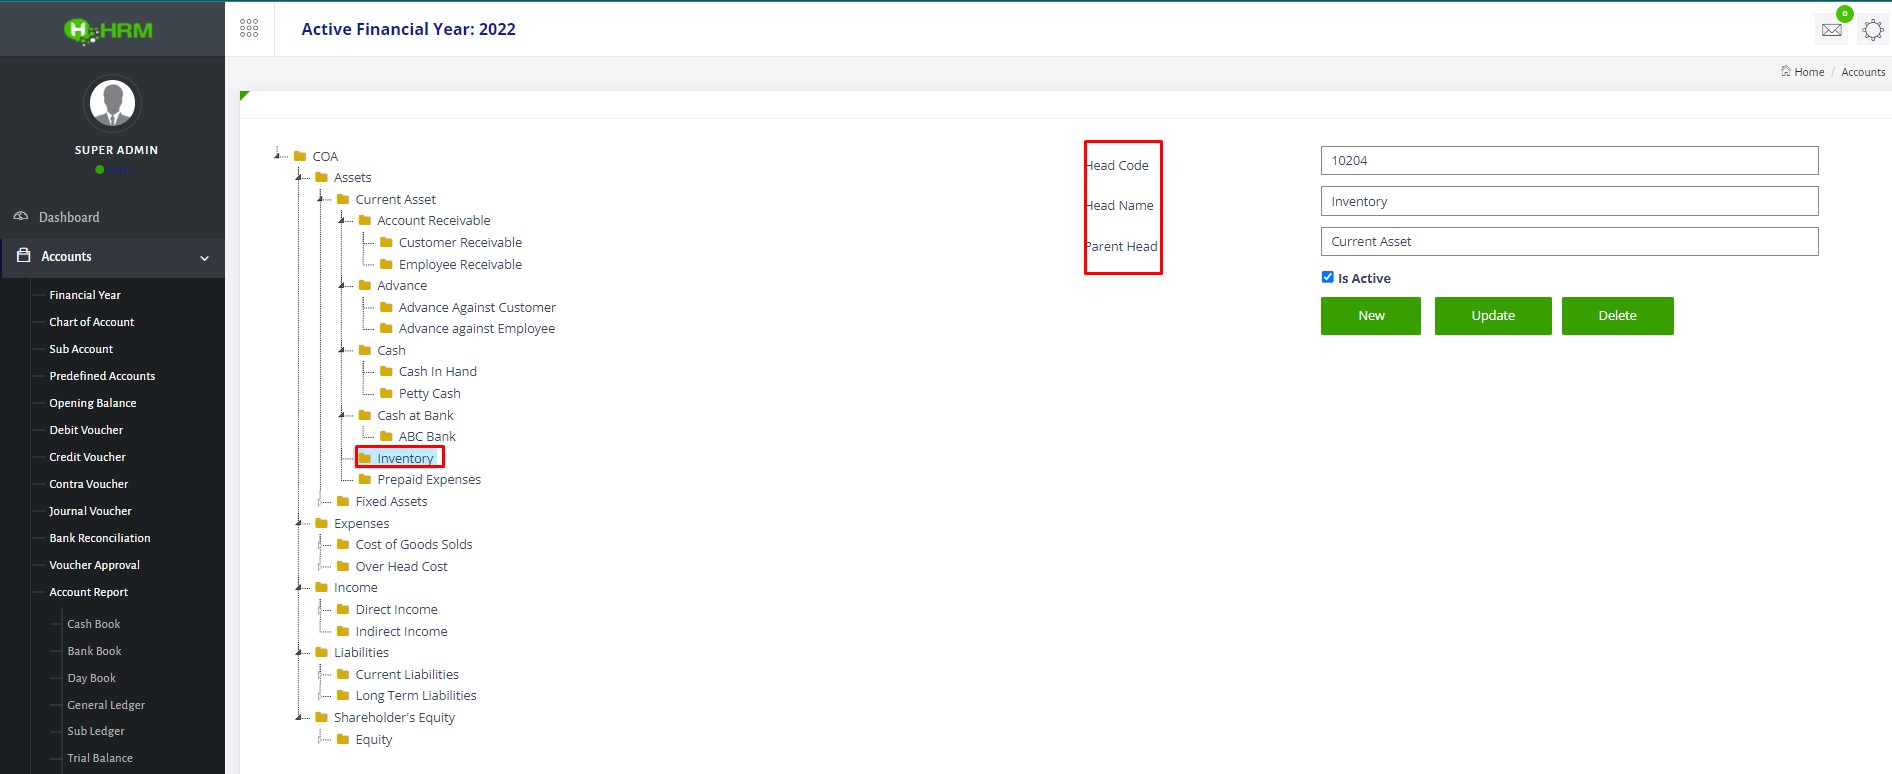 HRM
Active Financial Year: 2022
0
Home / Accounts
SUPER ADMIN
Dashboard
Accounts
Financial Year
Chart of Account
Sub Account
Predefined Accounts
Opening Balance
Debit Voucher
Credit Voucher
Contra Voucher
Journal Voucher
Bank Reconciliation
Voucher Approval
Account Report
Cash Book
Bank Book
Day Book
General Ledger
Sub Ledger
Trial Balance
COA
Assets
Current Asset
Account Receivable
Customer Receivable
Employee Receivable
Advance
Advance Against Customer
Advance against Employee
Cash
Cash In Hand
Petty Cash
Cash at Bank
ABC Bank
Inventory
Prepaid Expenses
Fixed Assets
Expenses
Cost of Goods Solds
Over Head Cost
Income
Direct Income
Indirect Income
Liabilities
Current Liabilities
Long Term Liabilities
Shareholder's Equity
Equity
Head Code 10204
Head Name Inventory
Parent Head Current Asset
Is Active
New Update Delete